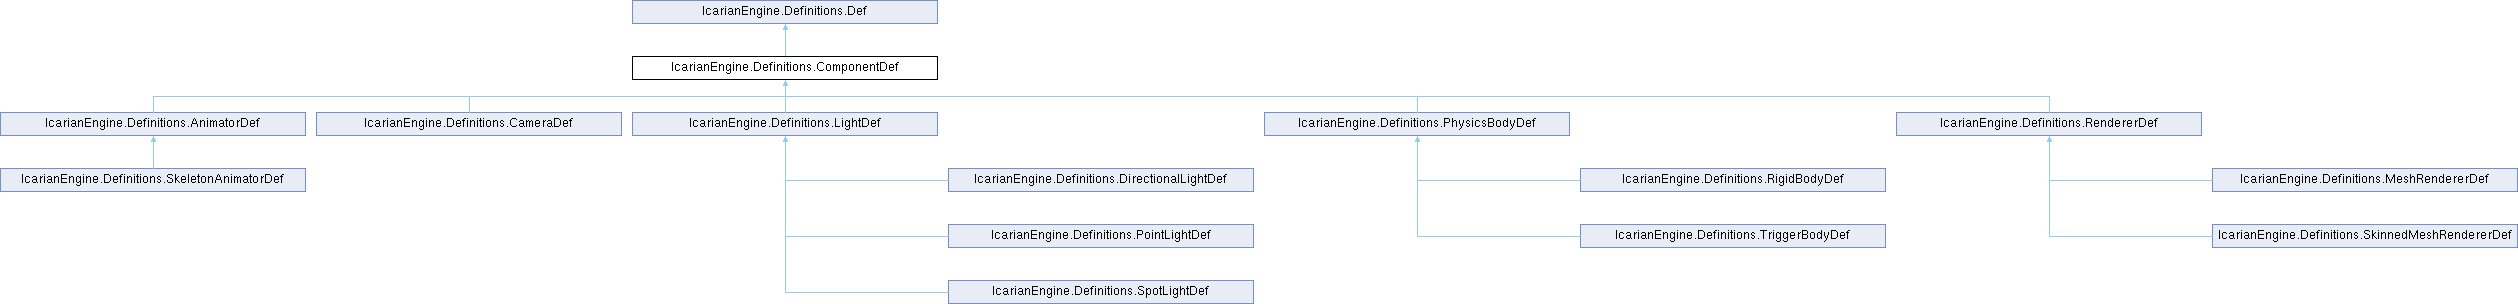 IcarianEngine.Definitions.Def
IcarianEngine.Definitions.ComponentDef
IcarianEngine.Definitions.AnimatorDef
IcarianEngine.Definitions.CameraDef
IcarianEngine.Definitions.LightDef
IcarianEngine.Definitions.PhysicsBodyDef
IcarianEngine.Definitions.RendererDef
IcarianEngine.Definitions.SkeletonAnimatorDef
IcarianEngine.Definitions.DirectionalLightDef
IcarianEngine.Definitions.RigidBodyDef
IcarianEngine.Definitions.MeshRendererDef
IcarianEngine.Definitions.PointLightDef
IcarianEngine.Definitions.TriggerBodyDef
IcarianEngine.Definitions.SkinnedMeshRendererDef
IcarianEngine.Definitions.SpotLightDef